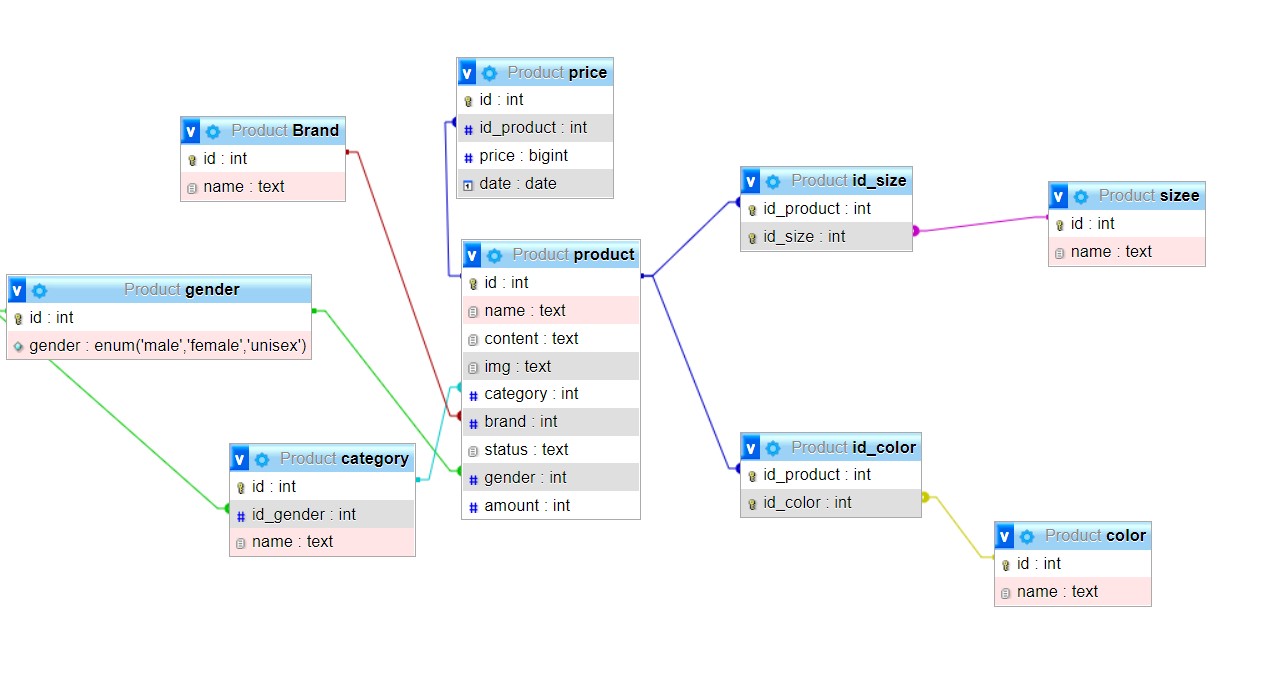 v Product price
id : int
id_product : int
price : bigint
date : date
v Product Brand
id : int
name : text
v Product id_size
id_product : int
id_size : int
v Product sizee
id : int
name : text
v Product product
id : int
name : text
content : text
img : text
category : int
brand : int
status : text
gender : int
amount : int
v Product gender
id : int
gender : enum('male','female','unisex')
v Product category
id : int
id_gender : int
name : text
v Product id_color
id_product : int
id_color : int
v Product color
id : int
name : text